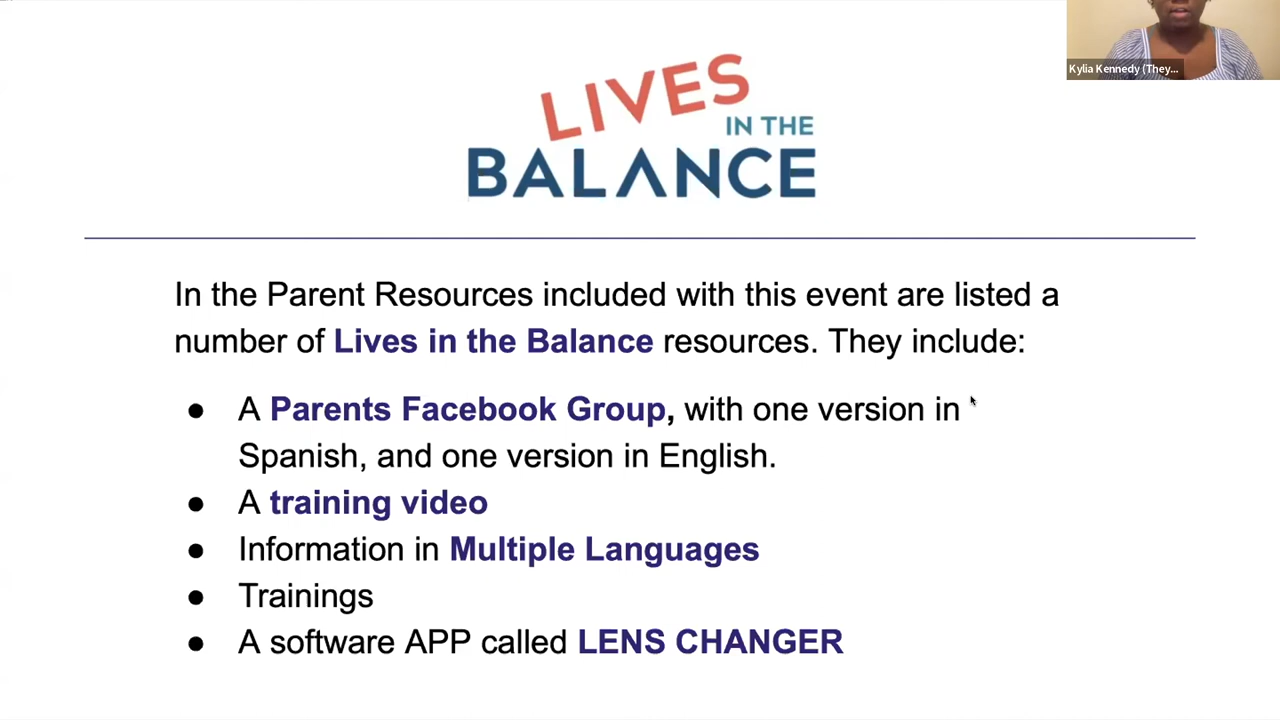 Kylia Kennedy (They...
LIVES
IN THE
BALANCE
In the Parent Resources included with this event are listed a
number of Lives in the Balance resources. They include:
● A Parents Facebook Group, with one version in
Spanish, and one version in English.
● A training video
● Information in Multiple Languages
● Trainings
● A software APP called LENS CHANGER